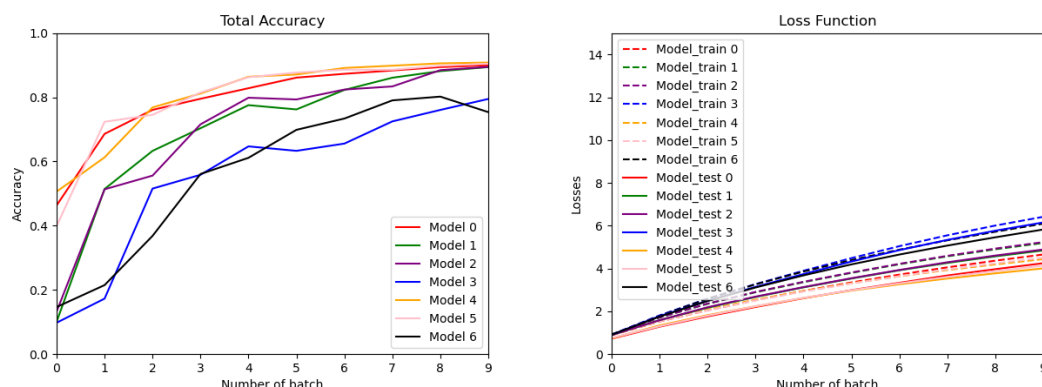 Total Accuracy
1.0
0.8
0.6
0.4
0.2
0.0
Accuracy
0 1 2 3 4 5 6 7 8 9
Number of batch
Model 0
Model 1
Model 2
Model 3
Model 4
Model 5
Model 6
Loss Function
14
12
10
8
6
4
2
0
Losses
0 1 2 3 4 5 6 7 8 9
Number of batch
Model_train 0
Model_train 1
Model_train 2
Model_train 3
Model_train 4
Model_train 5
Model_train 6
Model_test 0
Model_test 1
Model_test 2
Model_test 3
Model_test 4
Model_test 5
Model_test 6